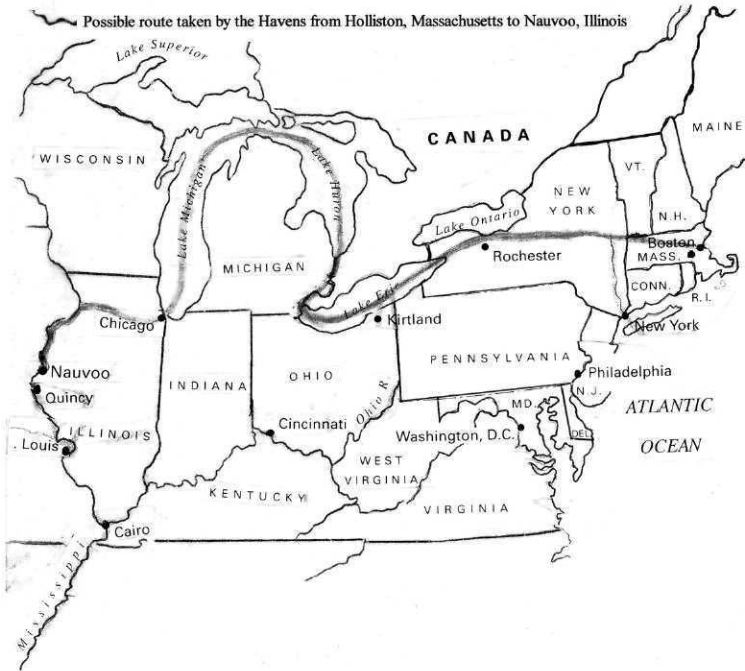 Possible route taken by the Havens from Holliston, Massachusetts to Nauvoo, Illinois
Lake Superior
CANADA
MAINE
WISCONSIN
VT.
NEW
YORK
N.H.
Lake Michigan
Lake Huron
Lake Ontario
Rochester
Boston
MASS.
MICHIGAN
CONN.
R.I.
Lake Erie
Chicago
Kirtland
New York
Nauvoo
PENNSYLVANIA
Philadelphia
Quincy
INDIANA
OHIO
N.J.
Ohio R.
MD.
ATLANTIC
OCEAN
Cincinnati
Washington, D.C.
DEL.
. Louis
ILLINOIS
WEST
VIRGINIA
KENTUCKY
VIRGINIA
Cairo
Mississippi